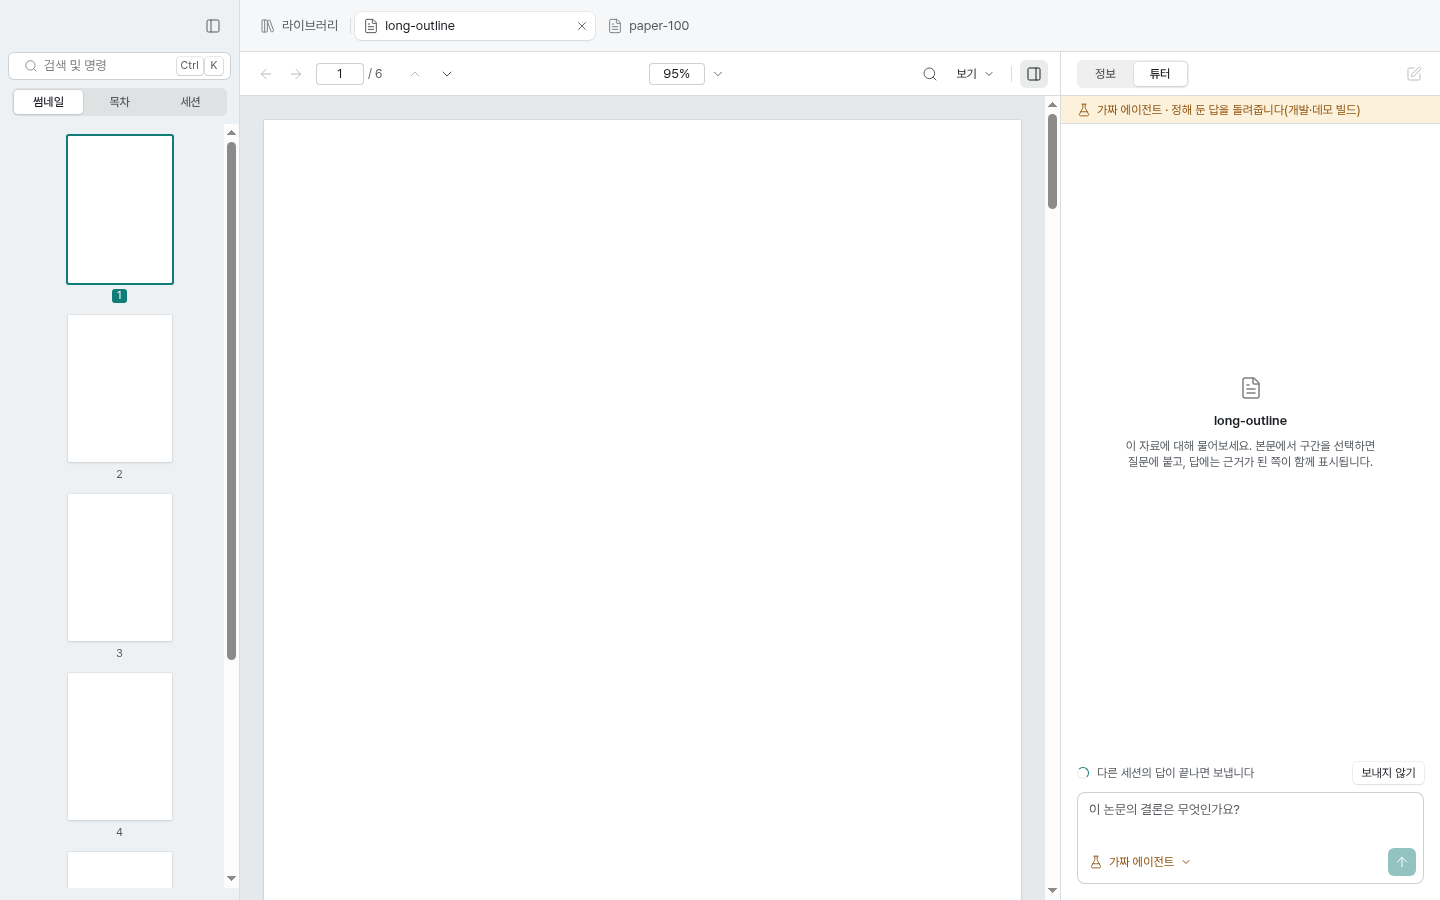 라이브러리
long-outline
paper-100
검색 및 명령
Ctrl
K
썸네일
목차
세션
1
/ 6
95%
보기
정보
튜터
가짜 에이전트 · 정해 둔 답을 돌려줍니다(개발·데모 빌드)
1
2
3
4
long-outline
이 자료에 대해 물어보세요. 본문에서 구간을 선택하면
질문에 붙고, 답에는 근거가 된 쪽이 함께 표시됩니다.
다른 세션의 답이 끝나면 보냅니다
보내지 않기
이 논문의 결론은 무엇인가요?
가짜 에이전트